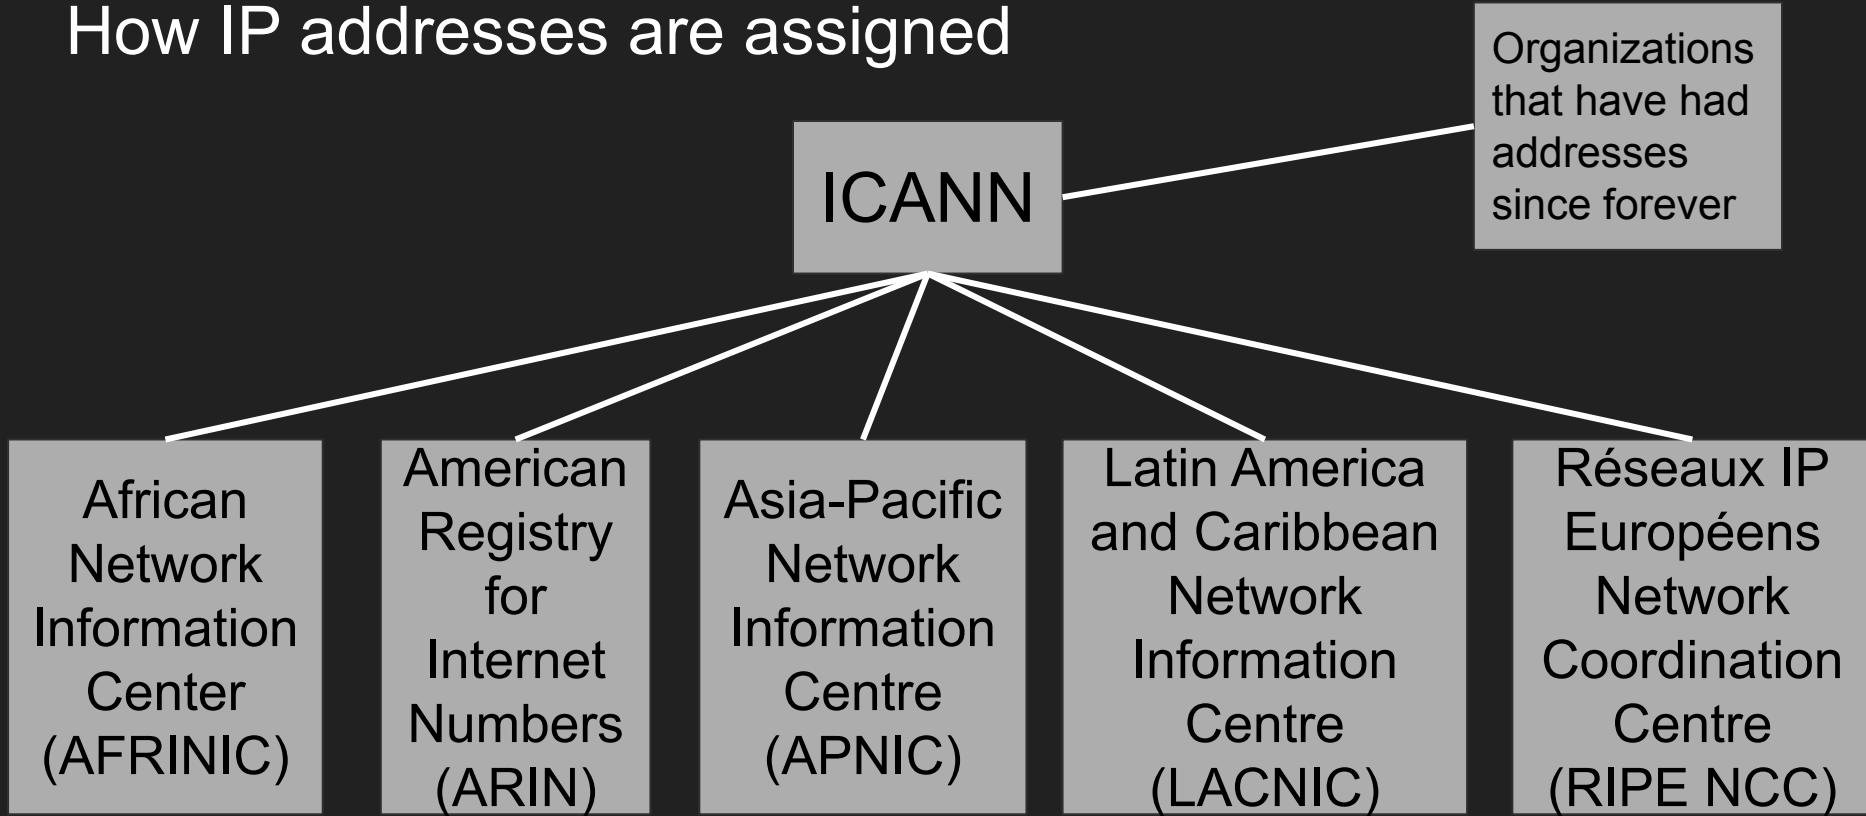 How IP addresses are assigned
Organizations
that have had
addresses
since forever
ICANN
African
Network
Information
Center
(AFRINIC)
American
Registry
for
Internet
Numbers
(ARIN)
Asia-Pacific
Network
Information
Centre
(APNIC)
Latin America
and Caribbean
Network
Information
Centre
(LACNIC)
Réseaux IP
Européens
Network
Coordination
Centre
(RIPE NCC)